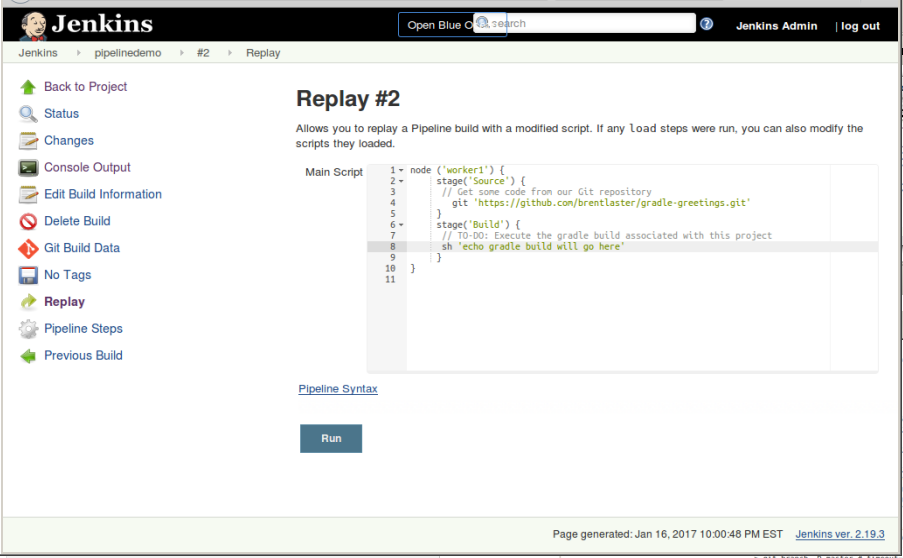 Jenkins
Open Blue O search
Jenkins Admin | log out
Jenkins pipelinedemo #2 Replay
Back to Project
Status
Changes
Console Output
Edit Build Information
Delete Build
Git Build Data
No Tags
Replay
Pipeline Steps
Previous Build
Replay #2
Allows you to replay a Pipeline build with a modified script. If any load steps were run, you can also modify the
scripts they loaded.
Main Script
1 node ('worker1') {
2 stage('Source') {
3 // Get some code from our Git repository
4 git 'https://github.com/brentlaster/gradle-greetings.git'
5 }
6 stage('Build') {
7 // TO-DO: Execute the gradle build associated with this project
8 sh 'echo gradle build will go here'
9 }
10 }
11
Pipeline Syntax
Run
Page generated: Jan 16, 2017 10:00:48 PM EST Jenkins ver. 2.19.3